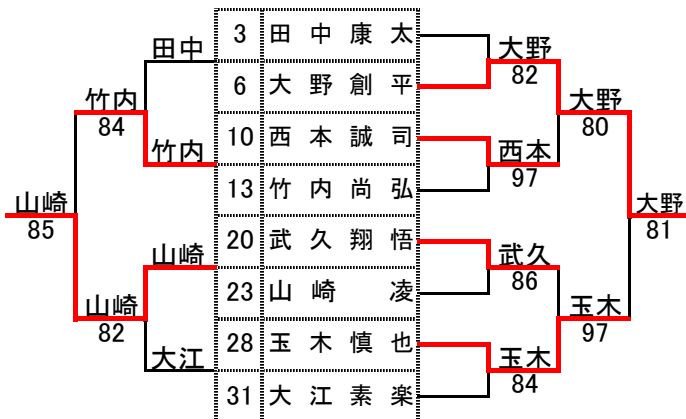 3 田中康太
6 大野創平
10 西本誠司
13 竹内尚弘
20 武久翔悟
23 山崎 凌
28 玉木慎也
31 大江素楽
田中
竹内
84
竹内
山崎
85
山崎
山崎
82
大江
大野
82
大野
80
西本
97
大野
81
武久
86
玉木
97
玉木
84